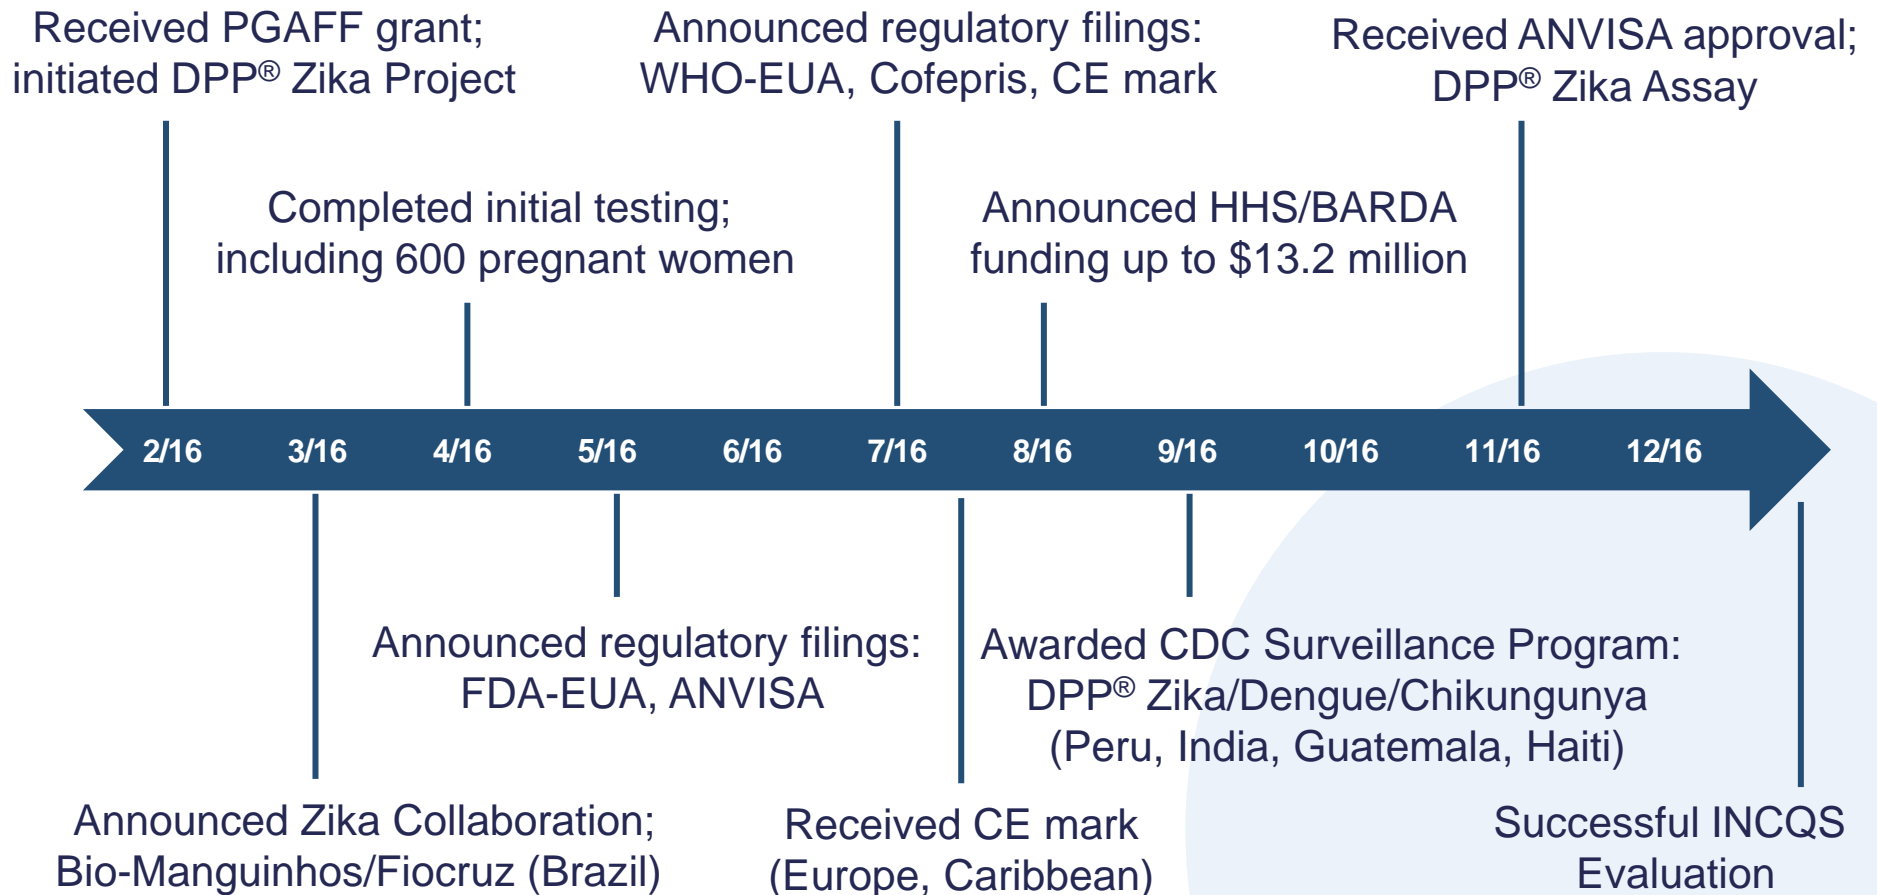 Received PGAFF grant;
initiated DPP® Zika Project
Announced regulatory filings:
WHO-EUA, Cofepris, CE mark
Received ANVISA approval;
DPP® Zika Assay
Completed initial testing;
including 600 pregnant women
Announced HHS/BARDA
funding up to $13.2 million
2/16 3/16 4/16 5/16 6/16 7/16 8/16 9/16 10/16 11/16 12/16
Announced regulatory filings:
FDA-EUA, ANVISA
Awarded CDC Surveillance Program:
DPP® Zika/Dengue/Chikungunya
(Peru, India, Guatemala, Haiti)
Announced Zika Collaboration;
Bio-Manguinhos/Fiocruz (Brazil)
Received CE mark
(Europe, Caribbean)
Successful INCQS
Evaluation